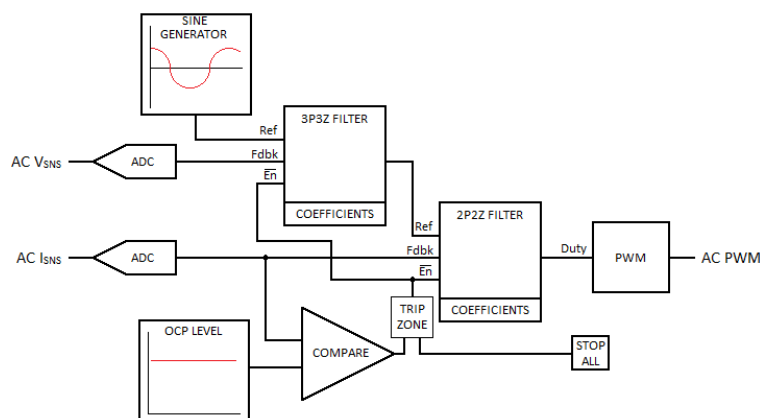 SINE
GENERATOR
3P3Z FILTER
Ref
AC VSNS
ADC
Fdbk
En
COEFFICIENTS
2P2Z FILTER
Ref
AC ISNS
ADC
Fdbk
Duty
PWM
AC PWM
En
TRIP
ZONE
COEFFICIENTS
OCP LEVEL
COMPARE
STOP
ALL